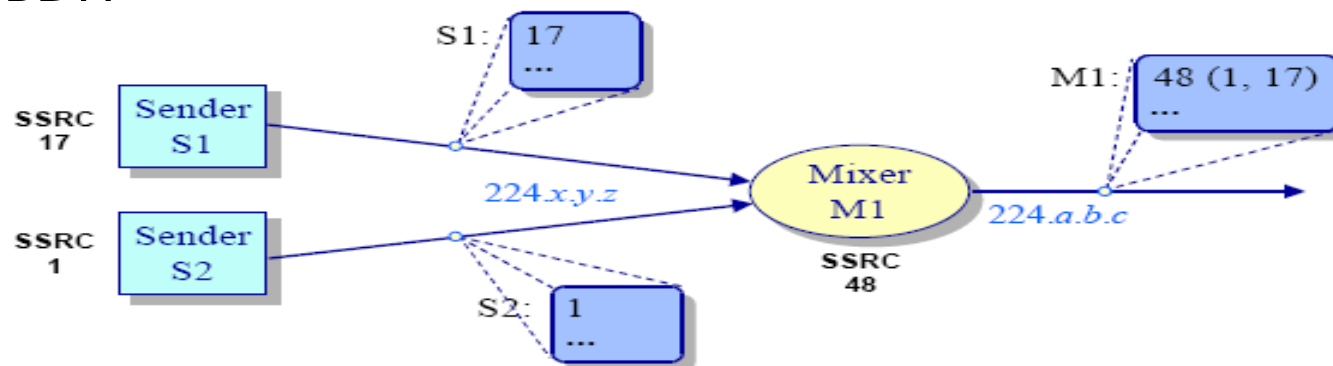 S1:
17
...
M1:
48 (1, 17)
...
SSRC
17
Sender
S1
Mixer
M1
224.x.y.z
224.a.b.c
SSRC
1
Sender
S2
SSRC
48
S2:
1
...